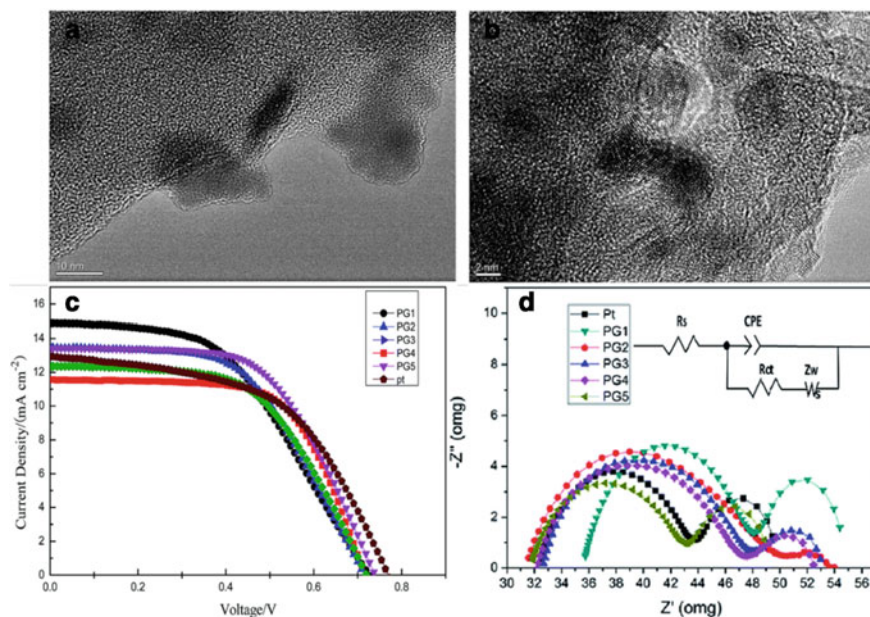 a
10 nm
b
2 nm
c
Current Density/(mA cm-2)
16
14
12
10
8
6
4
2
0
PG1
PG2
PG3
PG4
PG5
pt
0.0
0.2
0.4
0.6
0.8
Voltage/V
d
-Z'' (omg)
10
8
6
4
2
0
Pt
PG1
PG2
PG3
PG4
PG5
Rs
CPE
Rct
Zw
s
30 32 34 36 38 40 42 44 46 48 50 52 54 56
Z' (omg)